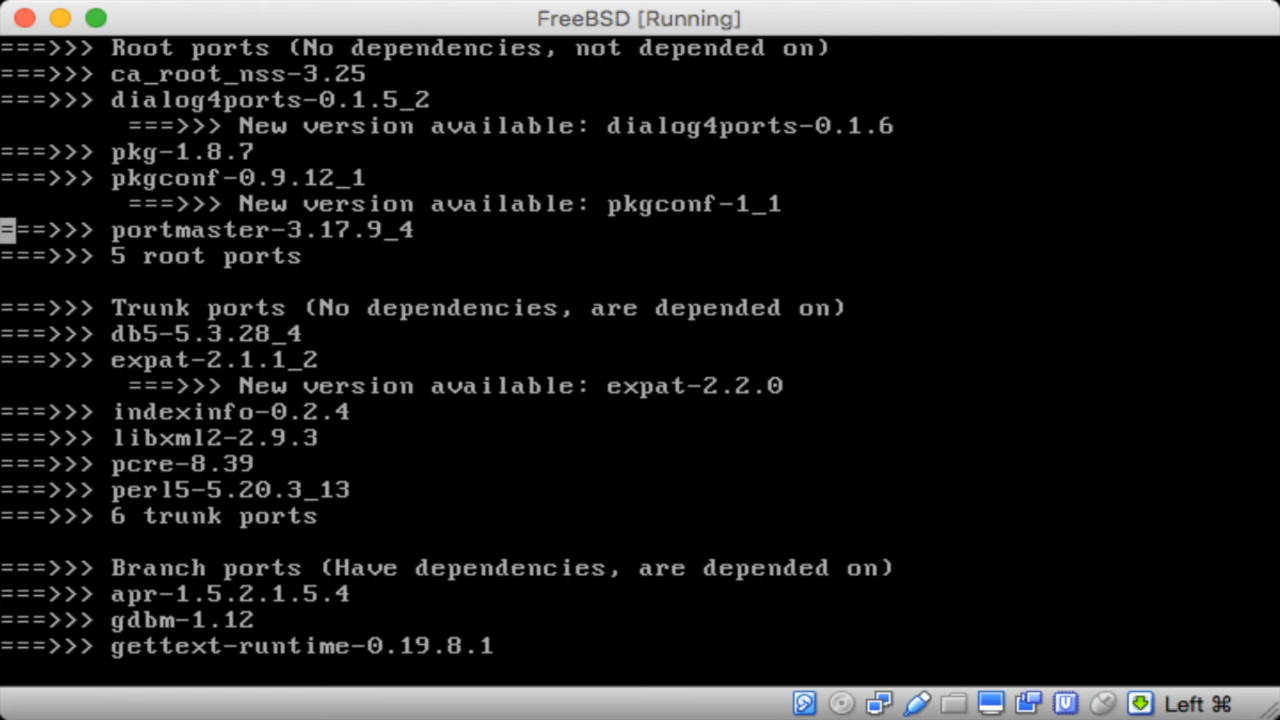 FreeBSD [Running]
===>>> Root ports (No dependencies, not depended on)
===>>> ca_root_nss-3.25
===>>> dialog4ports-0.1.5_2
===>>> New version available: dialog4ports-0.1.6
===>>> pkg-1.8.7
===>>> pkgconf-0.9.12_1
===>>> New version available: pkgconf-1_1
===>>> portmaster-3.17.9_4
===>>> 5 root ports
===>>> Trunk ports (No dependencies, are depended on)
===>>> db5-5.3.28_4
===>>> expat-2.1.1_2
===>>> New version available: expat-2.2.0
===>>> indexinfo-0.2.4
===>>> libxml2-2.9.3
===>>> pcre-8.39
===>>> perl5-5.20.3_13
===>>> 6 trunk ports
===>>> Branch ports (Have dependencies, are depended on)
===>>> apr-1.5.2.1.5.4
===>>> gdbm-1.12
===>>> gettext-runtime-0.19.8.1
Left ⌘